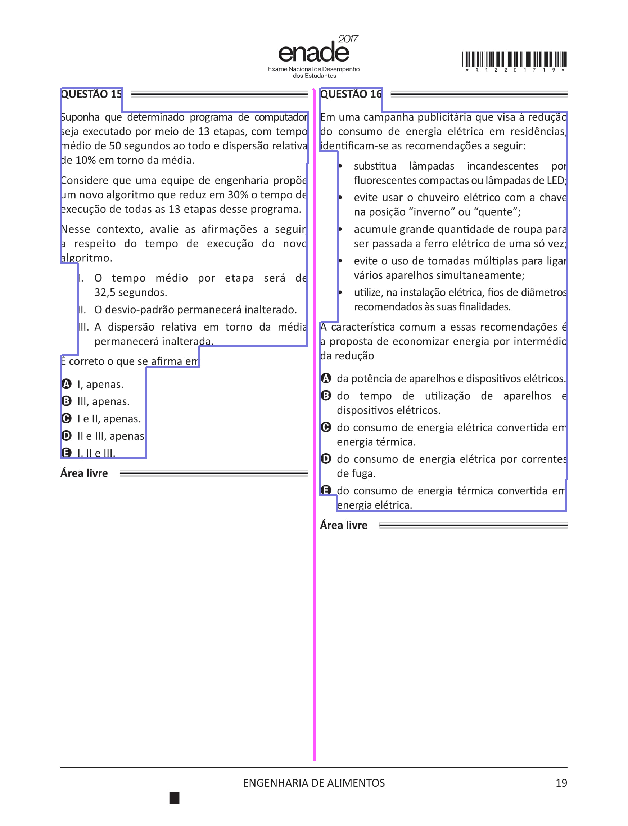 enade
2017
Exame Nacional de Desempenho
dos Estudantes
*R1220171919*
QUESTÃO 15
Suponha que determinado programa de computador
seja executado por meio de 13 etapas, com tempo
médio de 50 segundos ao todo e dispersão relativa
de 10% em torno da média.
Considere que uma equipe de engenharia propõe
um novo algoritmo que reduz em 30% o tempo de
execução de todas as 13 etapas desse programa.
Nesse contexto, avalie as afirmações a seguir
a respeito do tempo de execução do novo
algoritmo.
I. O tempo médio por etapa será de
32,5 segundos.
II. O desvio-padrão permanecerá inalterado.
III. A dispersão relativa em torno da média
permanecerá inalterada.
É correto o que se afirma em
A I, apenas.
B III, apenas.
C I e II, apenas.
D II e III, apenas
E I, II e III.
Área livre
QUESTÃO 16
Em uma campanha publicitária que visa à redução
do consumo de energia elétrica em residências,
identificam-se as recomendações a seguir:
• substitua lâmpadas incandescentes por
fluorescentes compactas ou lâmpadas de LED;
• evite usar o chuveiro elétrico com a chave
na posição “inverno” ou “quente”;
• acumule grande quantidade de roupa para
ser passada a ferro elétrico de uma só vez;
• evite o uso de tomadas múltiplas para ligar
vários aparelhos simultaneamente;
• utilize, na instalação elétrica, fios de diâmetros
recomendados às suas finalidades.
A característica comum a essas recomendações é
a proposta de economizar energia por intermédio
da redução
A da potência de aparelhos e dispositivos elétricos.
B do tempo de utilização de aparelhos e
dispositivos elétricos.
C do consumo de energia elétrica convertida em
energia térmica.
D do consumo de energia elétrica por correntes
de fuga.
E do consumo de energia térmica convertida em
energia elétrica.
Área livre
ENGENHARIA DE ALIMENTOS
19